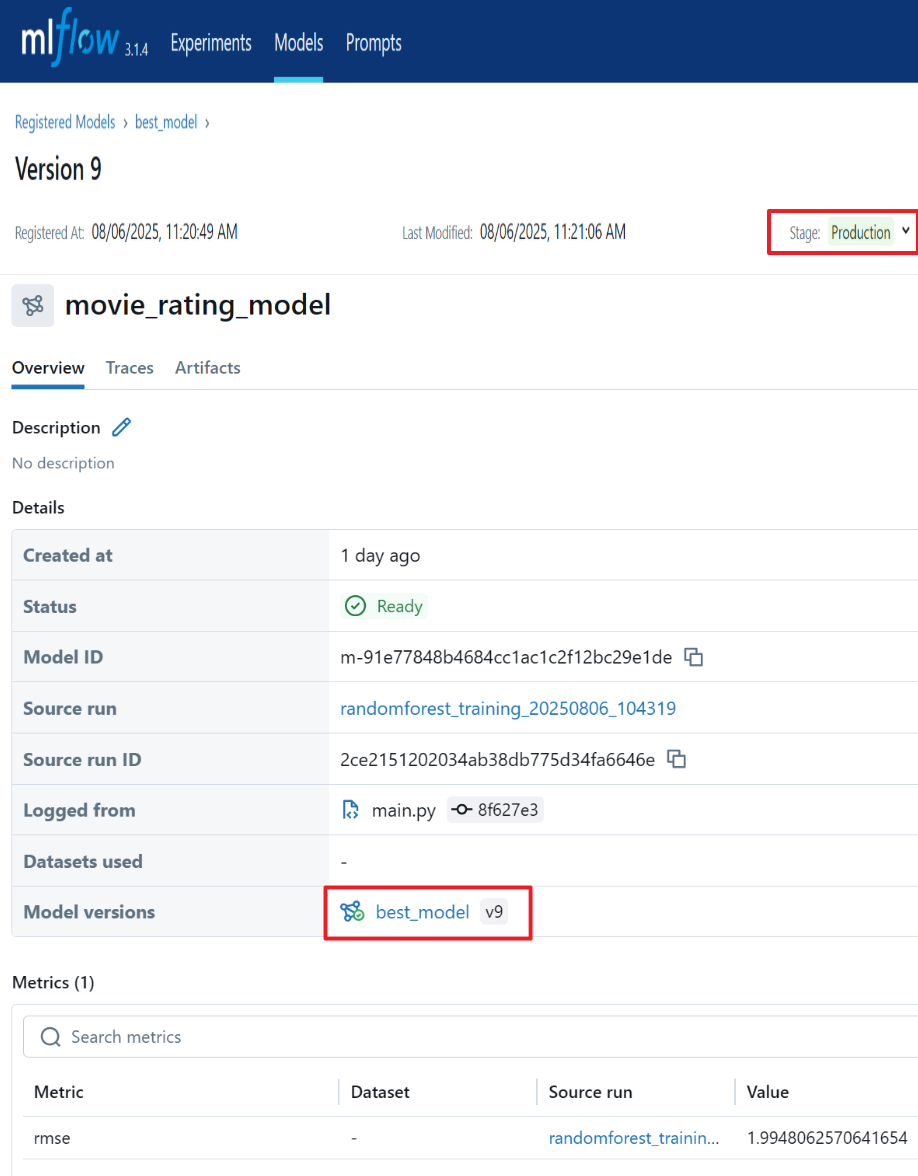 mlflow 3.1.4 Experiments Models Prompts
Registered Models › best_model ›
Version 9
Registered At: 08/06/2025, 11:20:49 AM Last Modified: 08/06/2025, 11:21:06 AM Stage: Production
movie_rating_model
Overview Traces Artifacts
Description
No description
Details
Created at 1 day ago
Status Ready
Model ID m-91e77848b4684cc1ac1c2f12bc29e1de
Source run randomforest_training_20250806_104319
Source run ID 2ce2151202034ab38db775d34fa6646e
Logged from main.py 8f627e3
Datasets used -
Model versions best_model v9
Metrics (1)
Search metrics
Metric Dataset Source run Value
rmse - randomforest_trainin... 1.9948062570641654